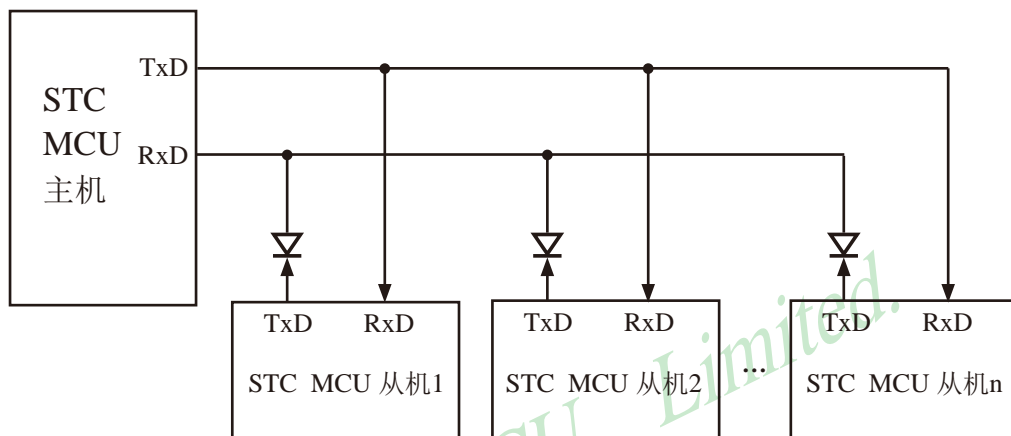 TxD
STC
MCU
RxD
主机
TxD RxD
TxD RxD
TxD RxD
STC MCU 从机1
STC MCU 从机2
...
STC MCU 从机n
CU Limited.